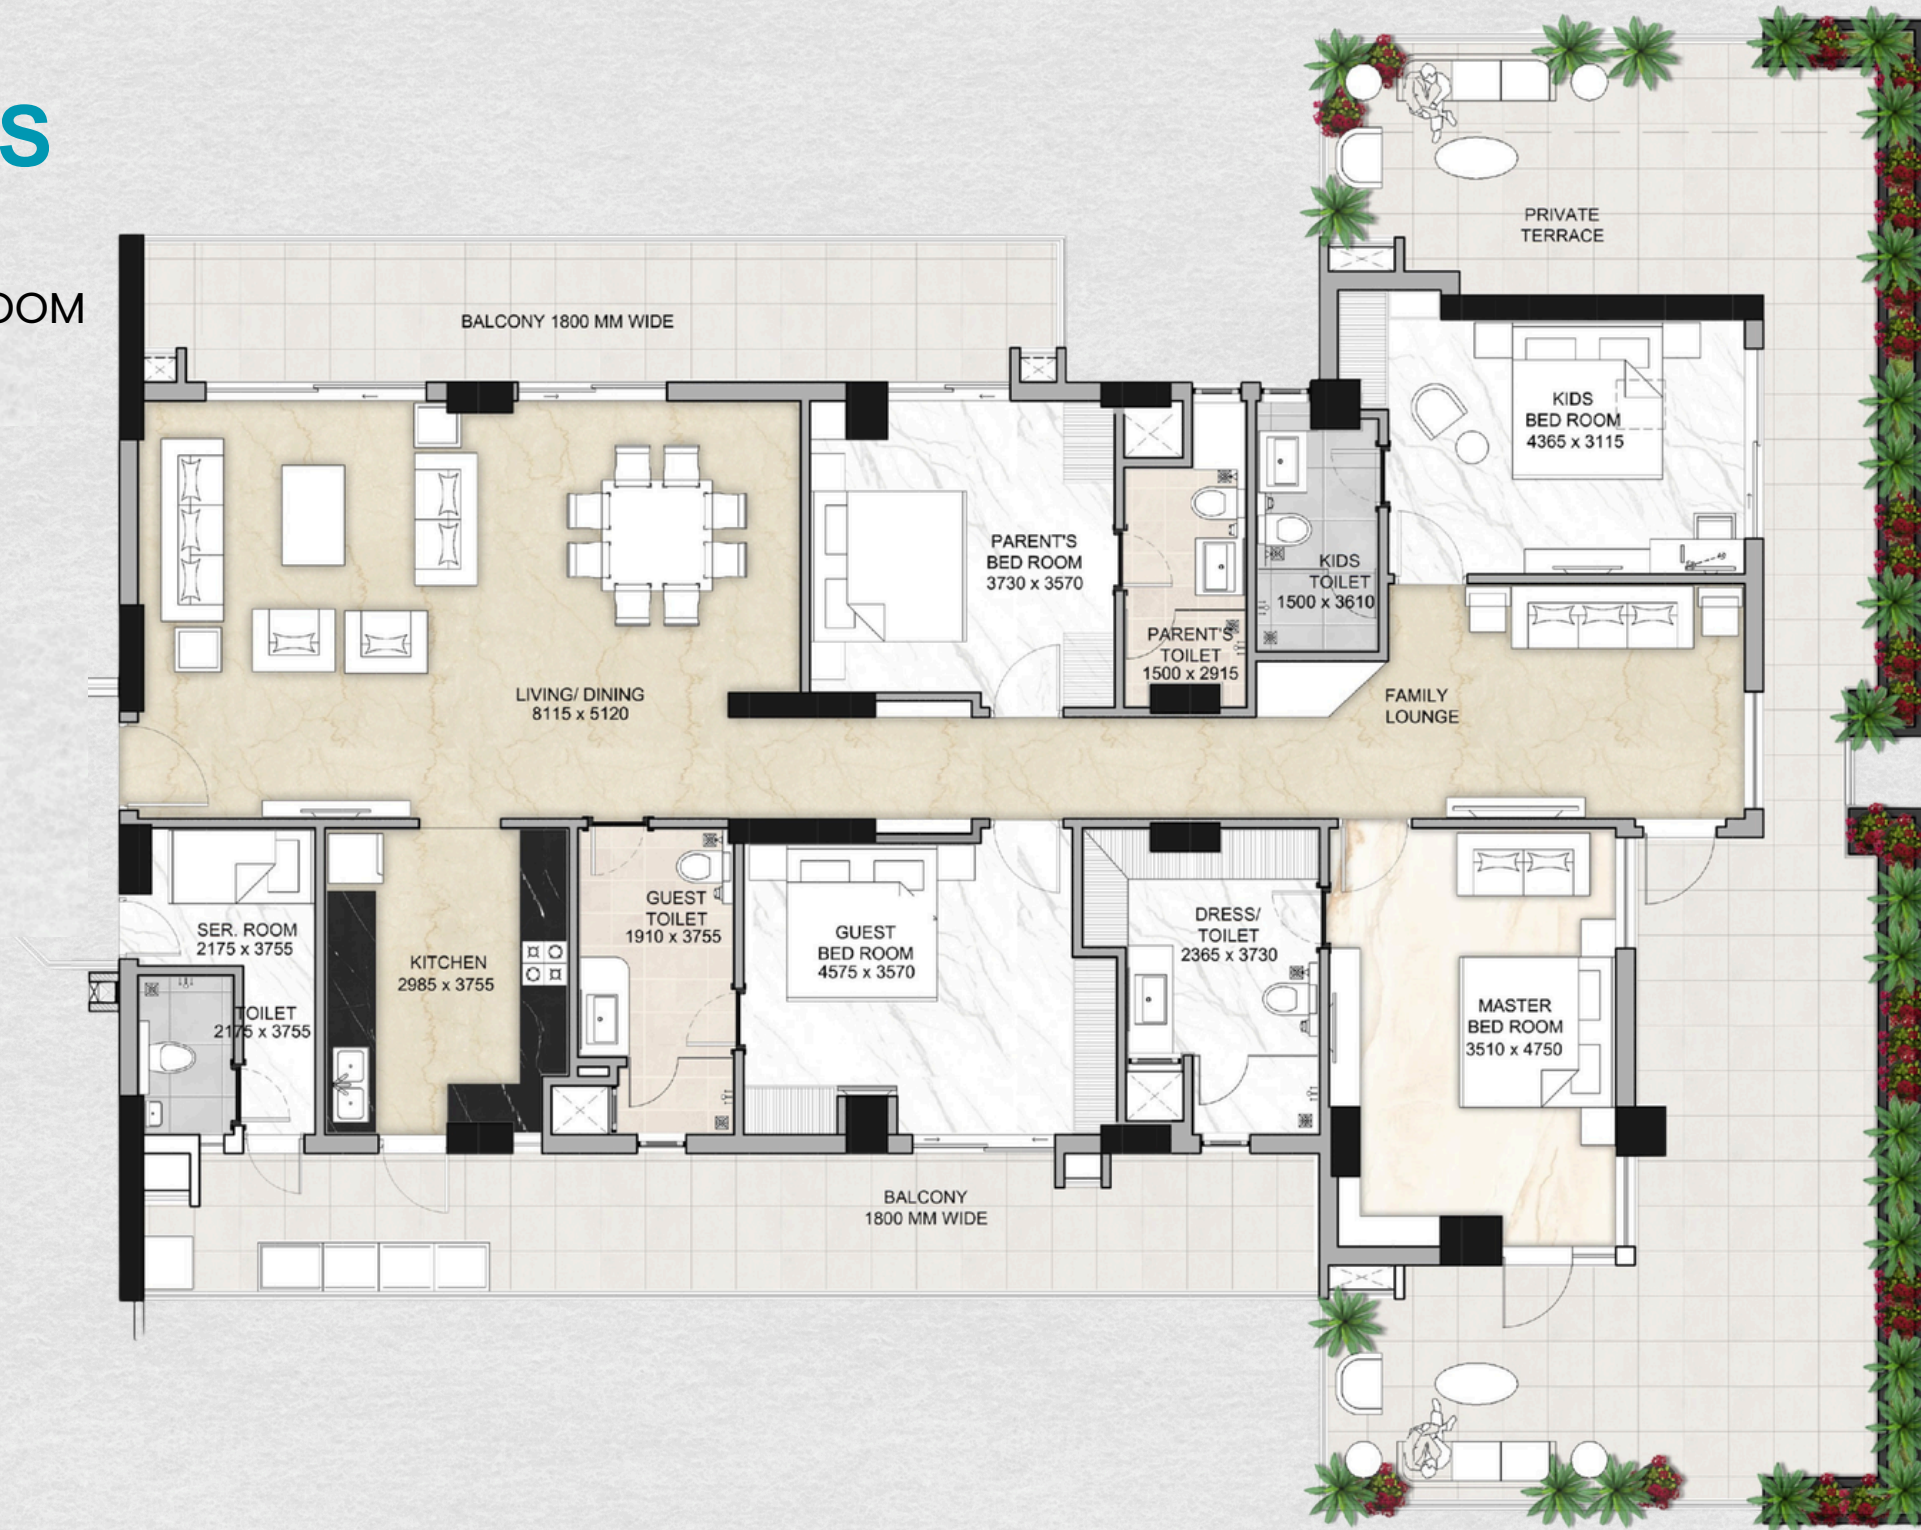 S
OOM
PRIVATE
TERRACE
BALCONY 1800 MM WIDE
KIDS
BED ROOM
4365 x 3115
PARENT'S
BED ROOM
3730 x 3570
KIDS
TOILET
1500 x 3610
PARENT'S
TOILET
1500 x 2915
LIVING/ DINING
8115 x 5120
FAMILY
LOUNGE
SER. ROOM
2175 x 3755
TOILET
2175 x 3755
KITCHEN
2985 x 3755
GUEST
TOILET
1910 x 3755
GUEST
BED ROOM
4575 x 3570
DRESS/
TOILET
2365 x 3730
MASTER
BED ROOM
3510 x 4750
BALCONY
1800 MM WIDE